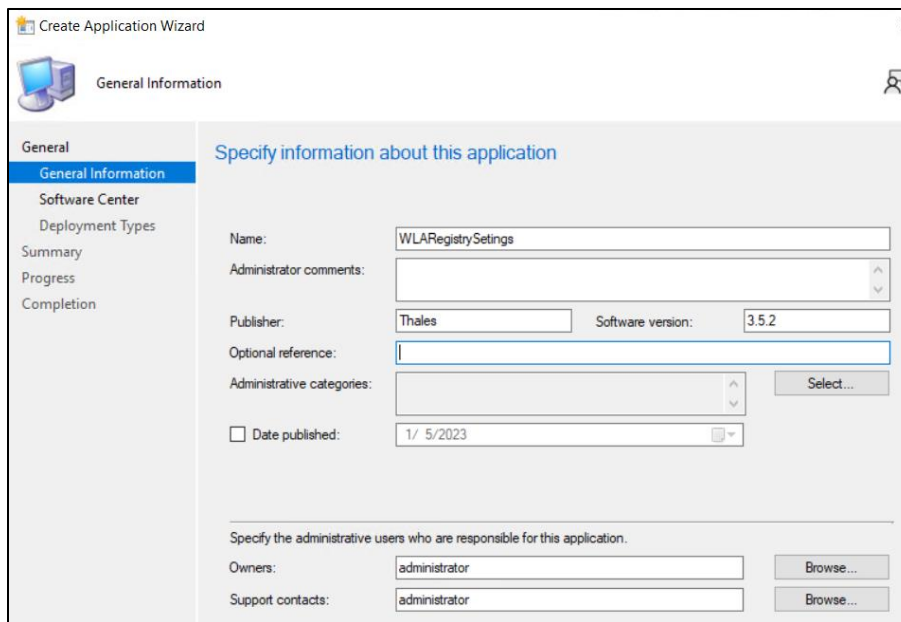 Create Application Wizard
General Information
General
General Information
Software Center
Deployment Types
Summary
Progress
Completion
Specify information about this application
Name: WLARegistrySetings
Administrator comments:
Publisher: Thales Software version: 3.5.2
Optional reference:
Administrative categories: Select...
Date published: 1/ 5/2023
Specify the administrative users who are responsible for this application.
Owners: administrator Browse...
Support contacts: administrator Browse...